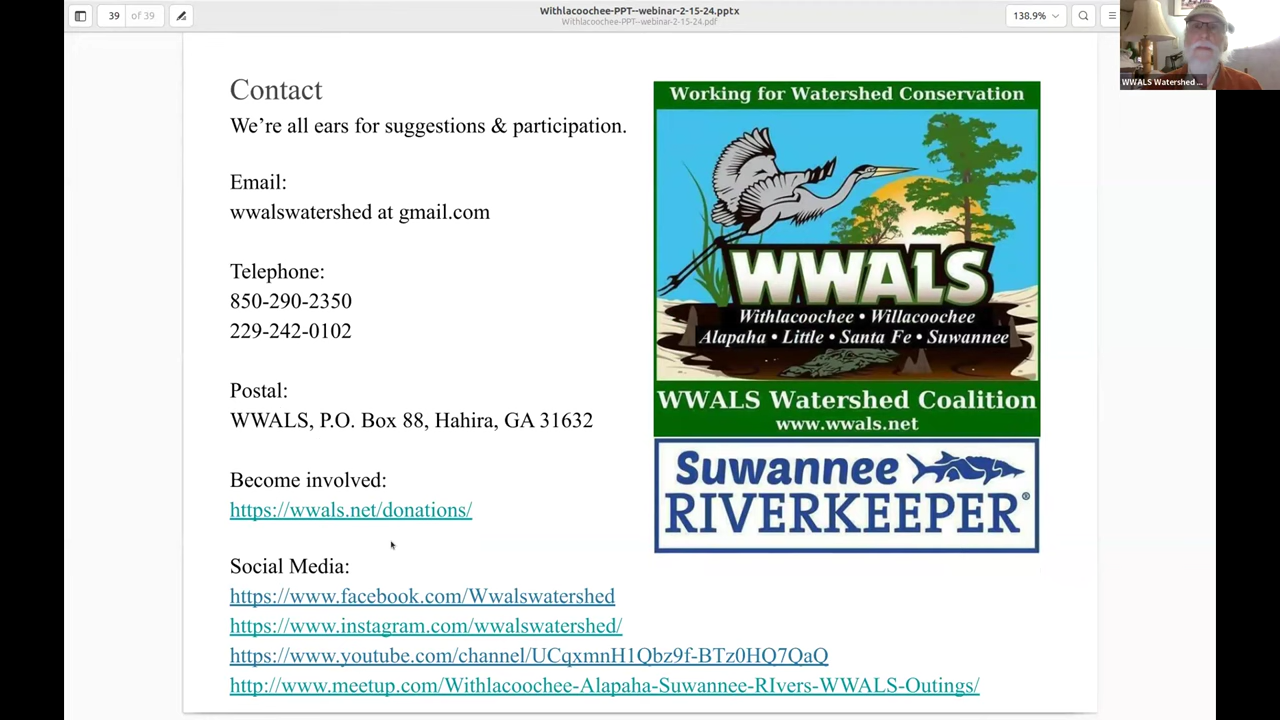 Withlacoochee-PPT--webinar-2-15-24.pptx
Withlacoochee-PPT--webinar-2-15-24.pdf
39 of 39
138.9%
WWALS Watershed ...
Contact
We’re all ears for suggestions & participation.
Email:
wwalswatershed at gmail.com
Telephone:
850-290-2350
229-242-0102
Postal:
WWALS, P.O. Box 88, Hahira, GA 31632
Become involved:
https://wwals.net/donations/
Social Media:
https://www.facebook.com/Wwalswatershed
https://www.instagram.com/wwalswatershed/
https://www.youtube.com/channel/UCqxmnH1Qbz9f-BTz0HQ7QaQ
http://www.meetup.com/Withlacoochee-Alapaha-Suwannee-RIvers-WWALS-Outings/
Working for Watershed Conservation
WWALS
Withlacoochee • Willacoochee
Alapaha • Little • Santa Fe • Suwannee
WWALS Watershed Coalition
www.wwals.net
Suwannee
RIVERKEEPER®